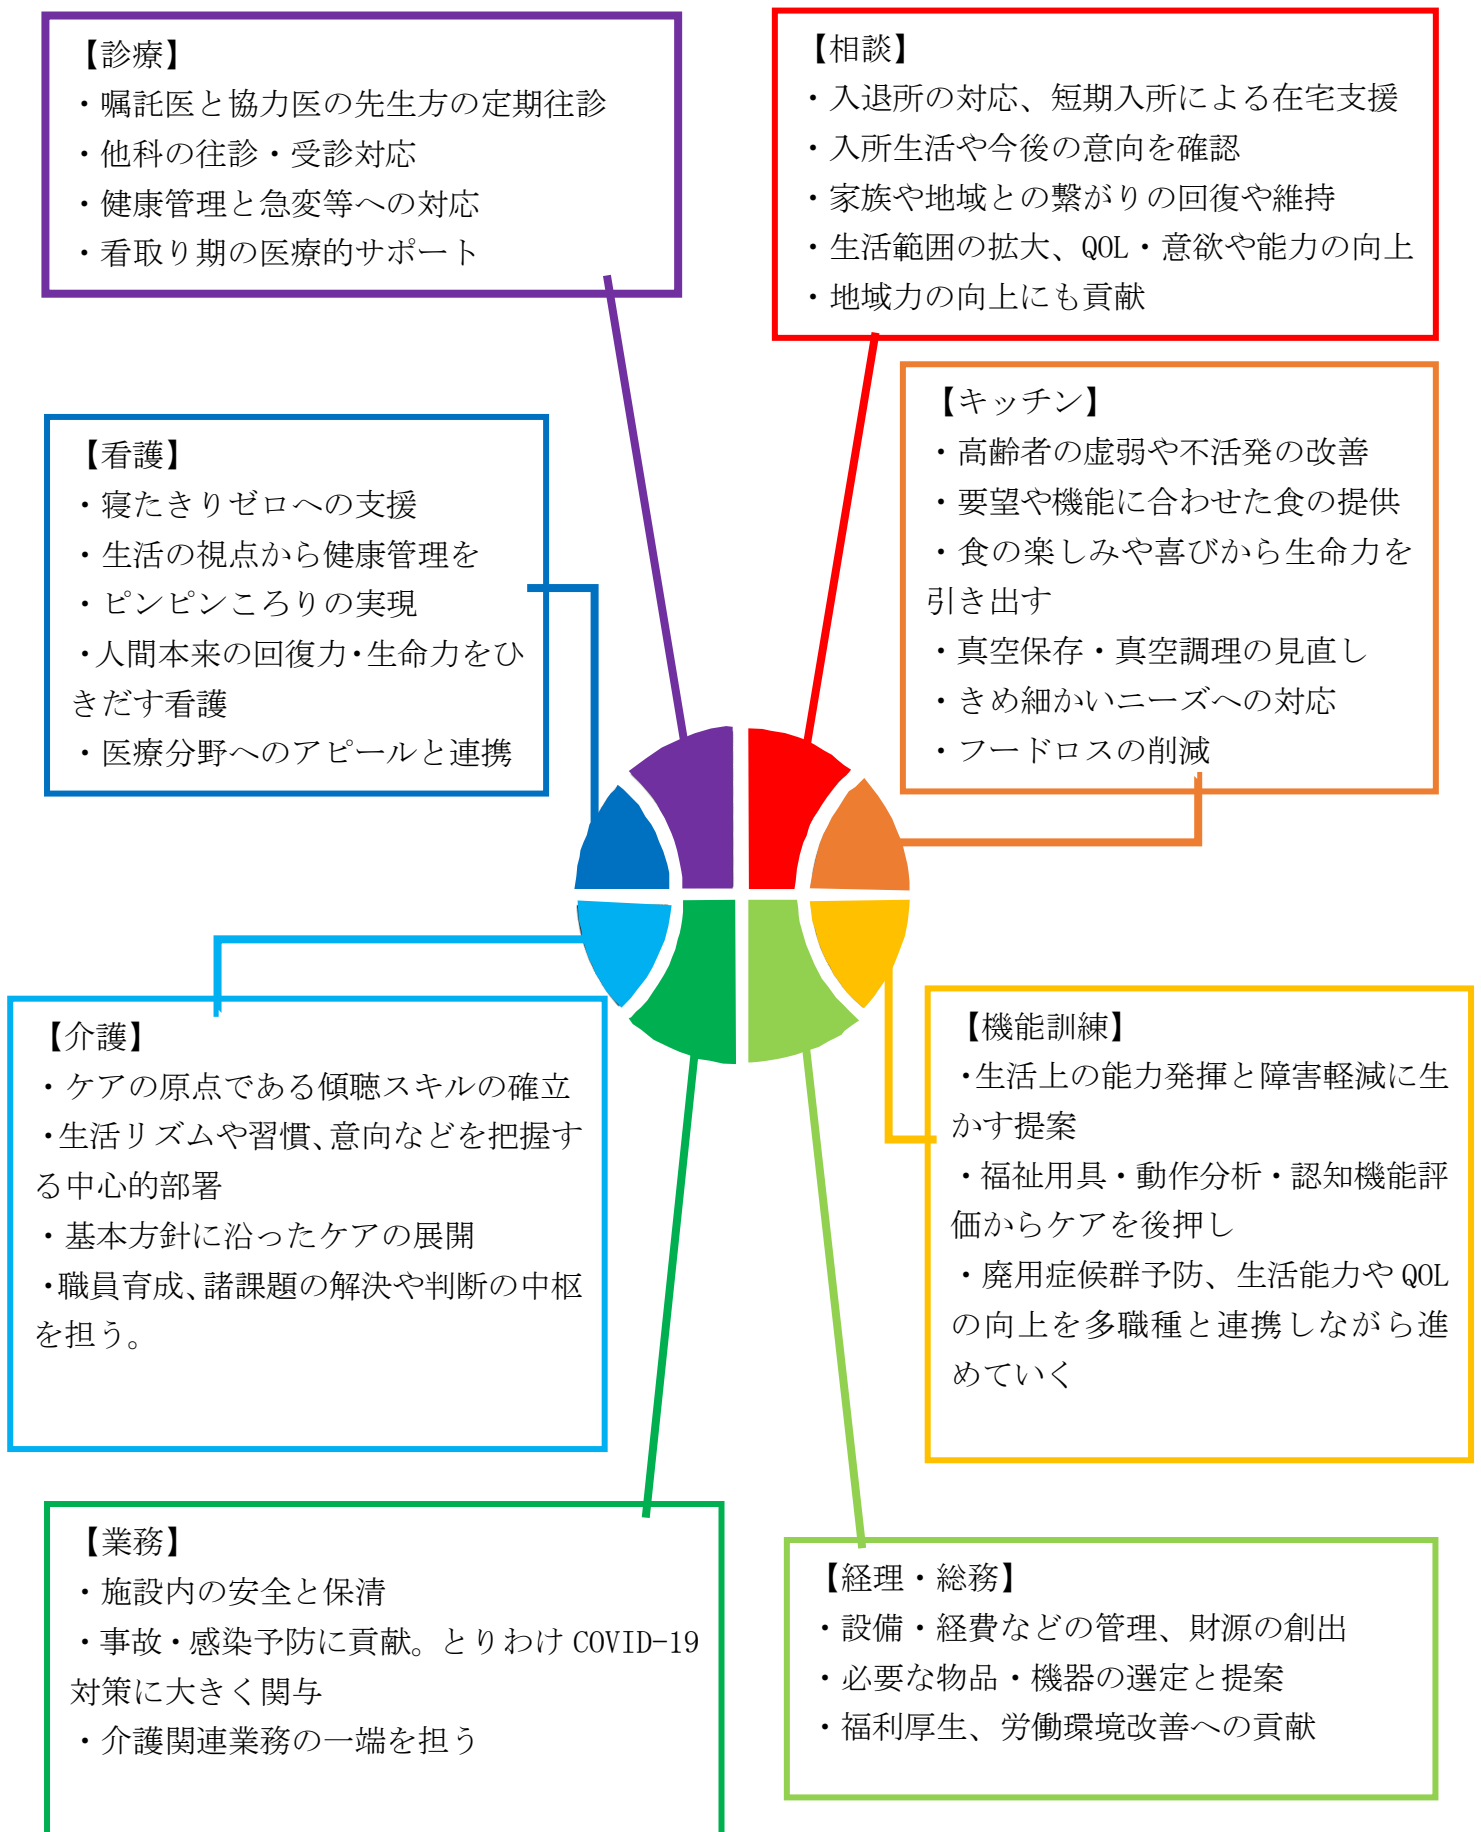 【診療】
・嘱託医と協力医の先生方の定期往診
・他科の往診・受診対応
・健康管理と急変等への対応
・看取り期の医療的サポート
【相談】
・入退所の対応、短期入所による在宅支援
・入所生活や今後の意向を確認
・家族や地域との繋がりの回復や維持
・生活範囲の拡大、QOL・意欲や能力の向上
・地域力の向上にも貢献
【看護】
・寝たきりゼロへの支援
・生活の視点から健康管理を
・ピンピンころりの実現
・人間本来の回復力・生命力をひ
きだす看護
・医療分野へのアピールと連携
【キッチン】
・高齢者の虚弱や不活発の改善
・要望や機能に合わせた食の提供
・食の楽しみや喜びから生命力を
引き出す
・真空保存・真空調理の見直し
・きめ細かいニーズへの対応
・フードロスの削減
【介護】
・ケアの原点である傾聴スキルの確立
・生活リズムや習慣、意向などを把握す
る中心的部署
・基本方針に沿ったケアの展開
・職員育成、諸課題の解決や判断の中枢
を担う。
【機能訓練】
・生活上の能力発揮と障害軽減に生
かす提案
・福祉用具・動作分析・認知機能評
価からケアを後押し
・廃用症候群予防、生活能力や QOL
の向上を多職種と連携しながら進
めていく
【業務】
・施設内の安全と保清
・事故・感染予防に貢献。とりわけ COVID-19
対策に大きく関与
・介護関連業務の一端を担う
【経理・総務】
・設備・経費などの管理、財源の創出
・必要な物品・機器の選定と提案
・福利厚生、労働環境改善への貢献